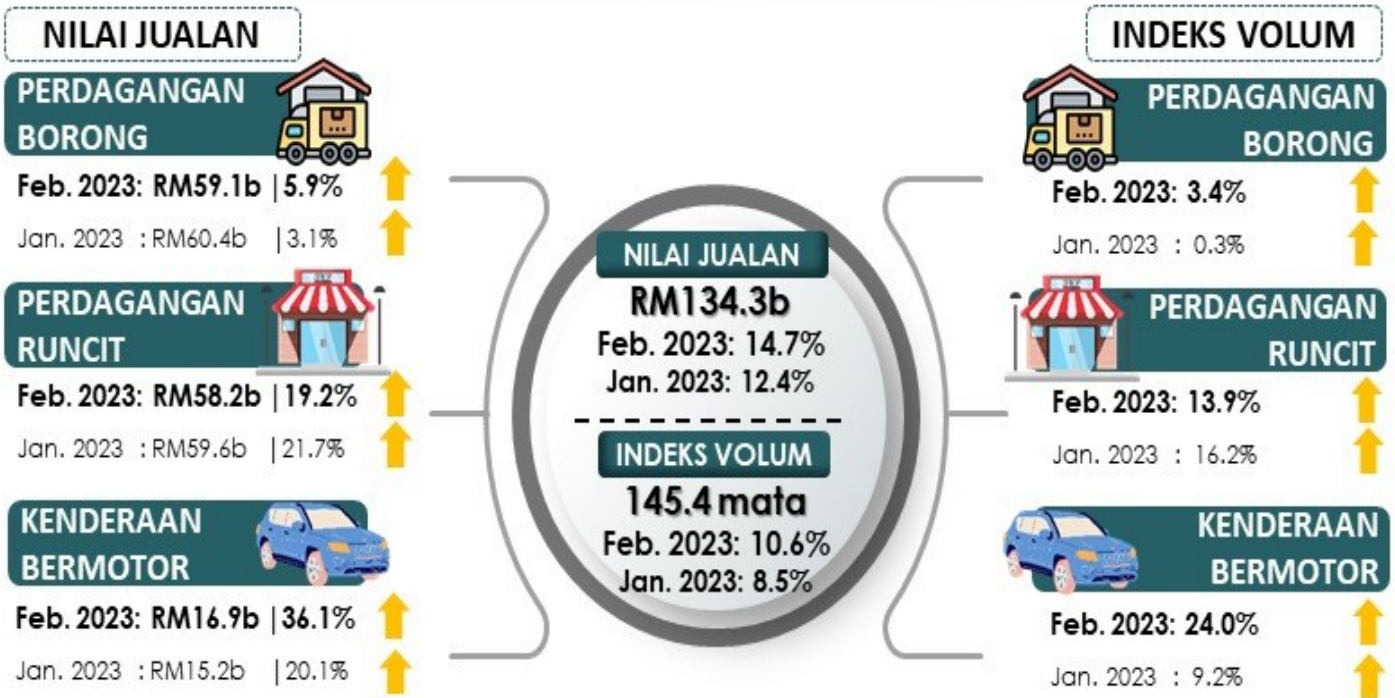 NILAI JUALAN
PERDAGANGAN
BORONG
Feb. 2023: RM59.1b |5.9%
Jan. 2023 : RM60.4b |3.1%
PERDAGANGAN
RUNCIT
Feb. 2023: RM58.2b |19.2%
Jan. 2023 : RM59.6b |21.7%
KENDERAAN
BERMOTOR
Feb. 2023: RM16.9b |36.1%
Jan. 2023 : RM15.2b |20.1%
NILAI JUALAN
RM134.3b
Feb. 2023: 14.7%
Jan. 2023: 12.4%
INDEKS VOLUM
145.4 mata
Feb. 2023: 10.6%
Jan. 2023: 8.5%
INDEKS VOLUM
PERDAGANGAN
BORONG
Feb. 2023: 3.4%
Jan. 2023 : 0.3%
PERDAGANGAN
RUNCIT
Feb. 2023: 13.9%
Jan. 2023 : 16.2%
KENDERAAN
BERMOTOR
Feb. 2023: 24.0%
Jan. 2023 : 9.2%